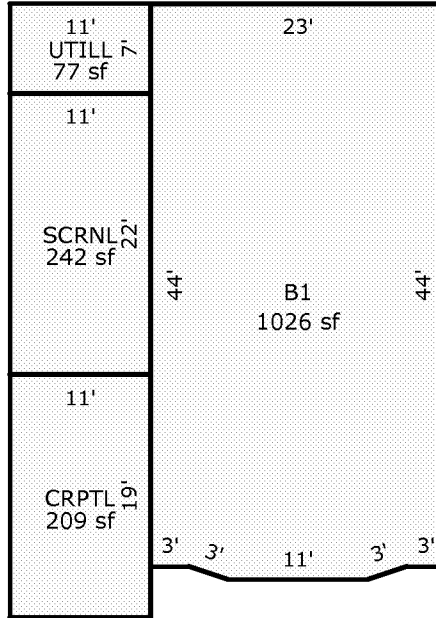 11'
UTILL 7'
77 sf
23'
11'
SCRNL 22'
242 sf
44'
B1
1026 sf
44'
11'
CRPTL 19'
209 sf
3'
3'
11'
3'
3'